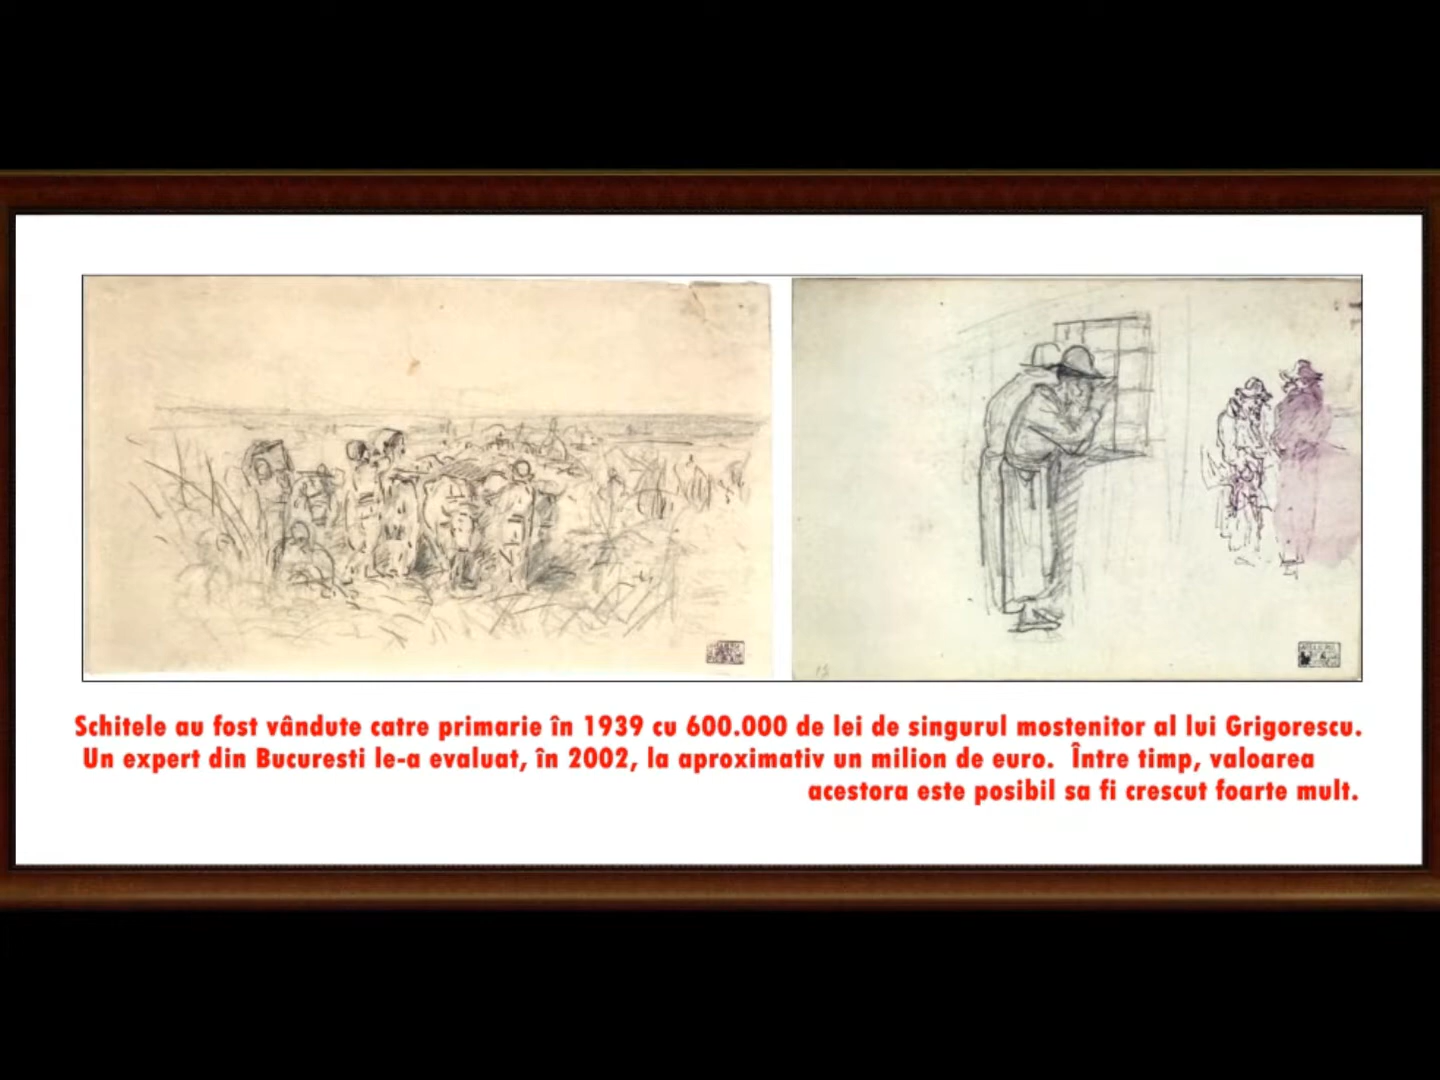 Schitele au fost vândute catre primarie în 1939 cu 600.000 de lei de singurul mostenitor al lui Grigorescu.
Un expert din Bucuresti le-a evaluat, în 2002, la aproximativ un milion de euro. Între timp, valoarea
acestora este posibil sa fi crescut foarte mult.